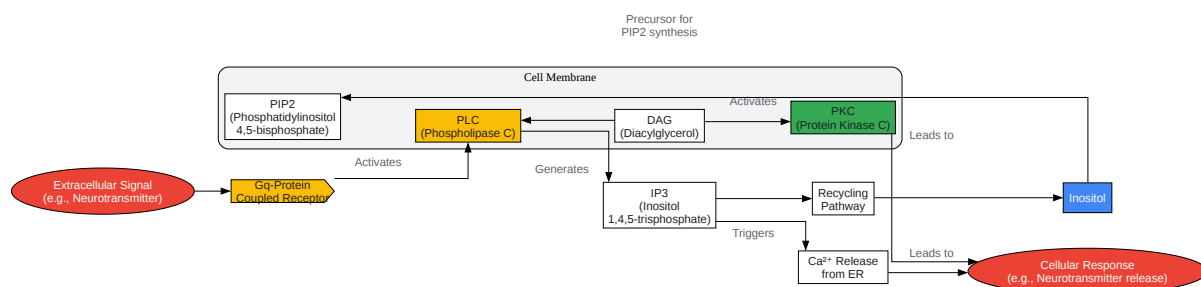 Precursor for
PIP2 synthesis
Cell Membrane
PIP2
(Phosphatidylinositol
4,5-bisphosphate)
PLC
(Phospholipase C)
DAG
(Diacylglycerol)
Activates
PKC
(Protein Kinase C)
Leads to
Activates
Generates
Extracellular Signal
(e.g., Neurotransmitter)
Gq-Protein
Coupled Receptor
IP3
(Inositol
1,4,5-trisphosphate)
Recycling
Pathway
Inositol
Triggers
Ca²⁺ Release
from ER
Leads to
Cellular Response
(e.g., Neurotransmitter release)